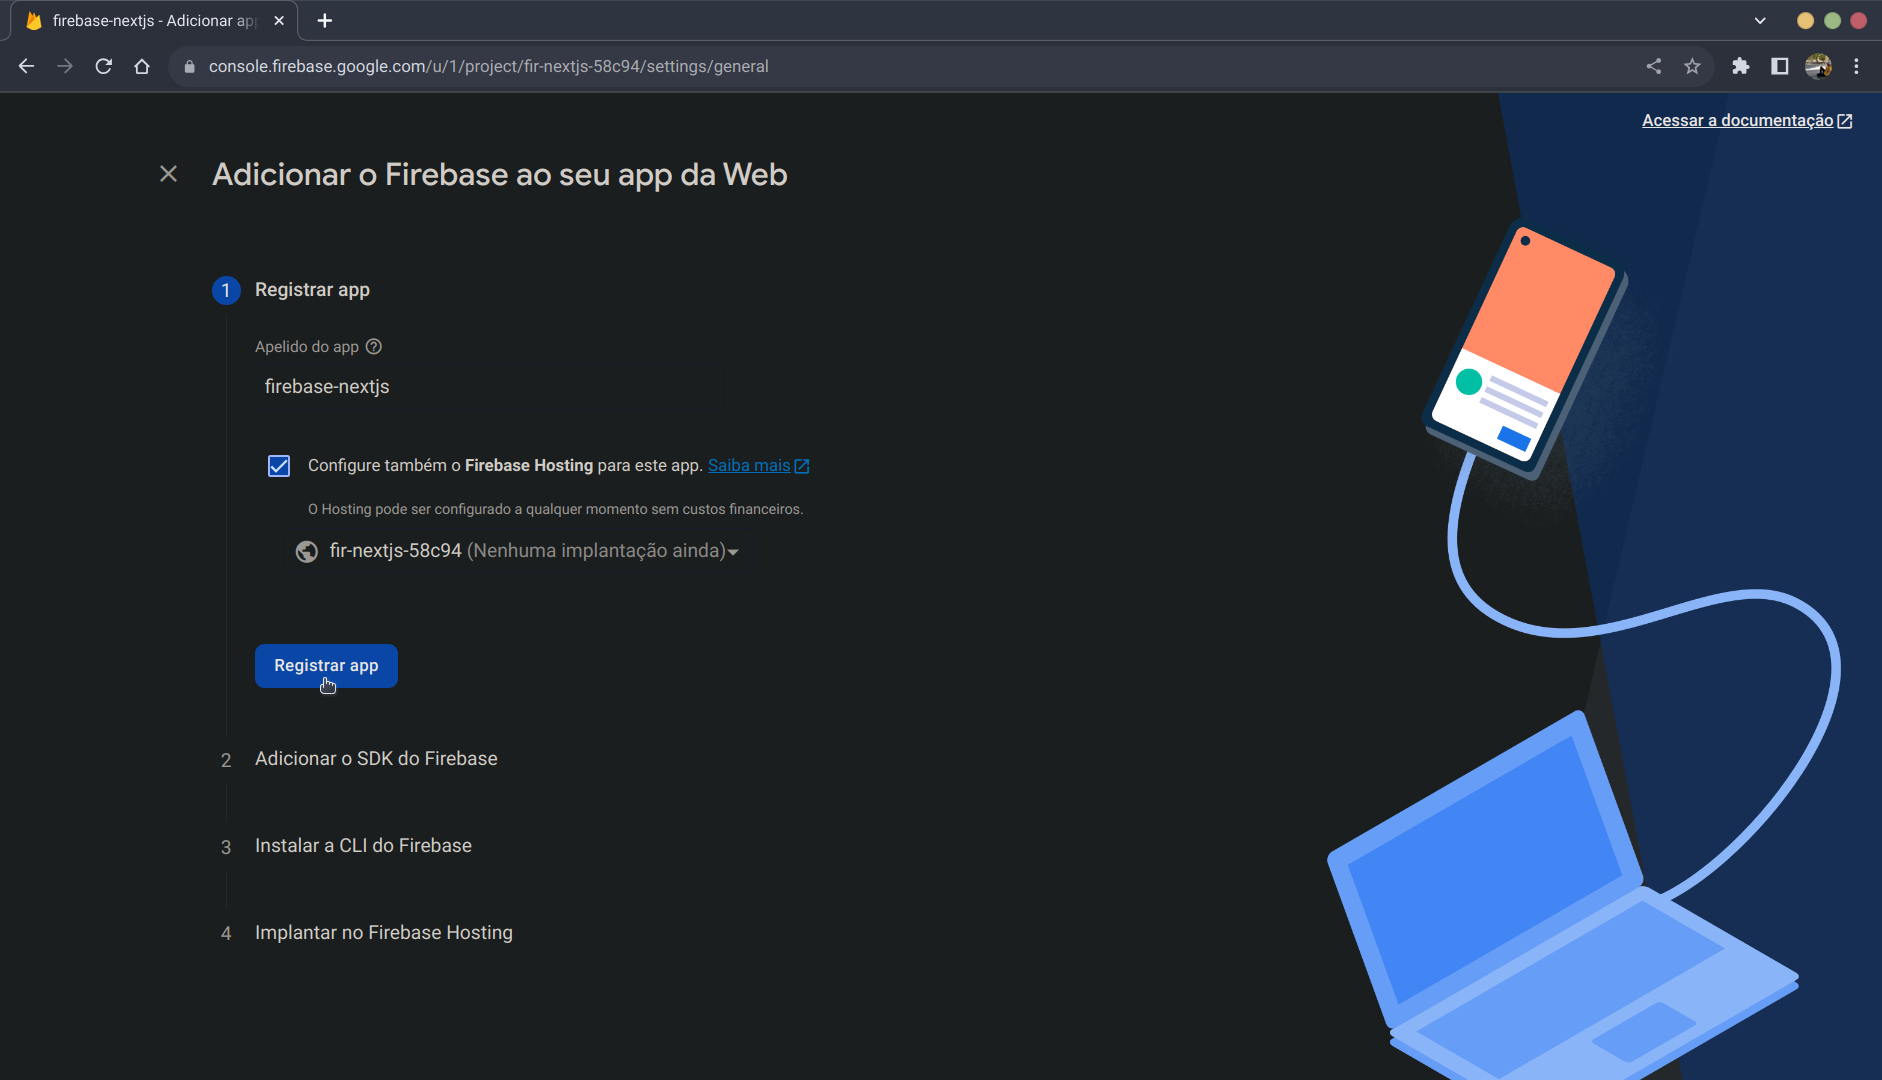 firebase-nextjs - Adicionar app
console.firebase.google.com/u/1/project/fir-nextjs-58c94/settings/general
Acessar a documentação
Adicionar o Firebase ao seu app da Web
1 Registrar app
Apelido do app
firebase-nextjs
Configure também o Firebase Hosting para este app. Saiba mais
O Hosting pode ser configurado a qualquer momento sem custos financeiros.
fir-nextjs-58c94 (Nenhuma implantação ainda)
Registrar app
2 Adicionar o SDK do Firebase
3 Instalar a CLI do Firebase
4 Implantar no Firebase Hosting